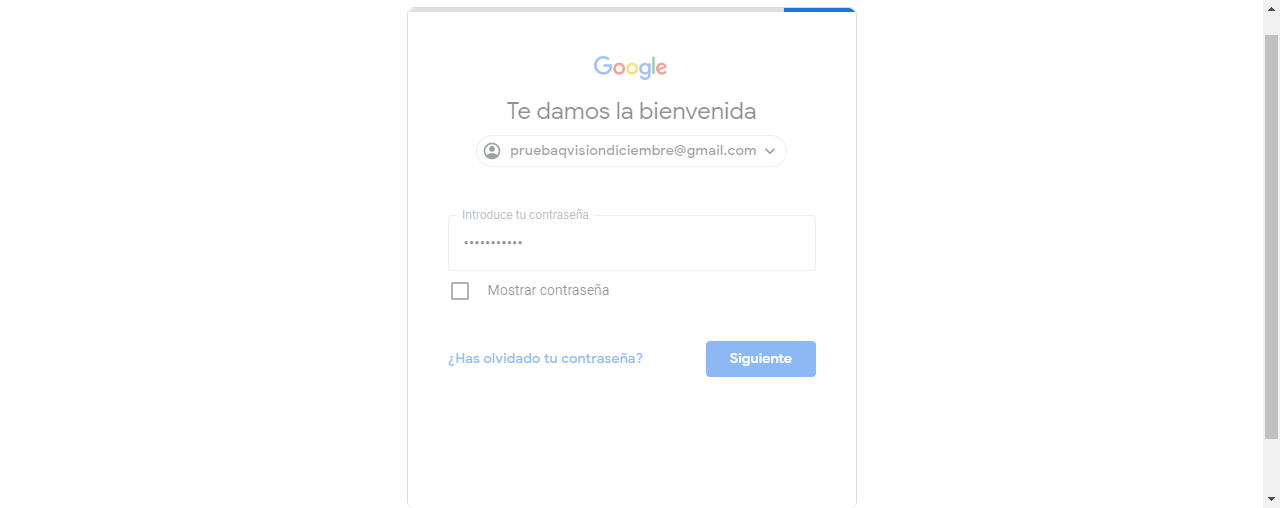 Google
Te damos la bienvenida
pruebaqvisiondiciembre@gmail.com
Introduce tu contraseña
•••••••••••
Mostrar contraseña
¿Has olvidado tu contraseña?
Siguiente